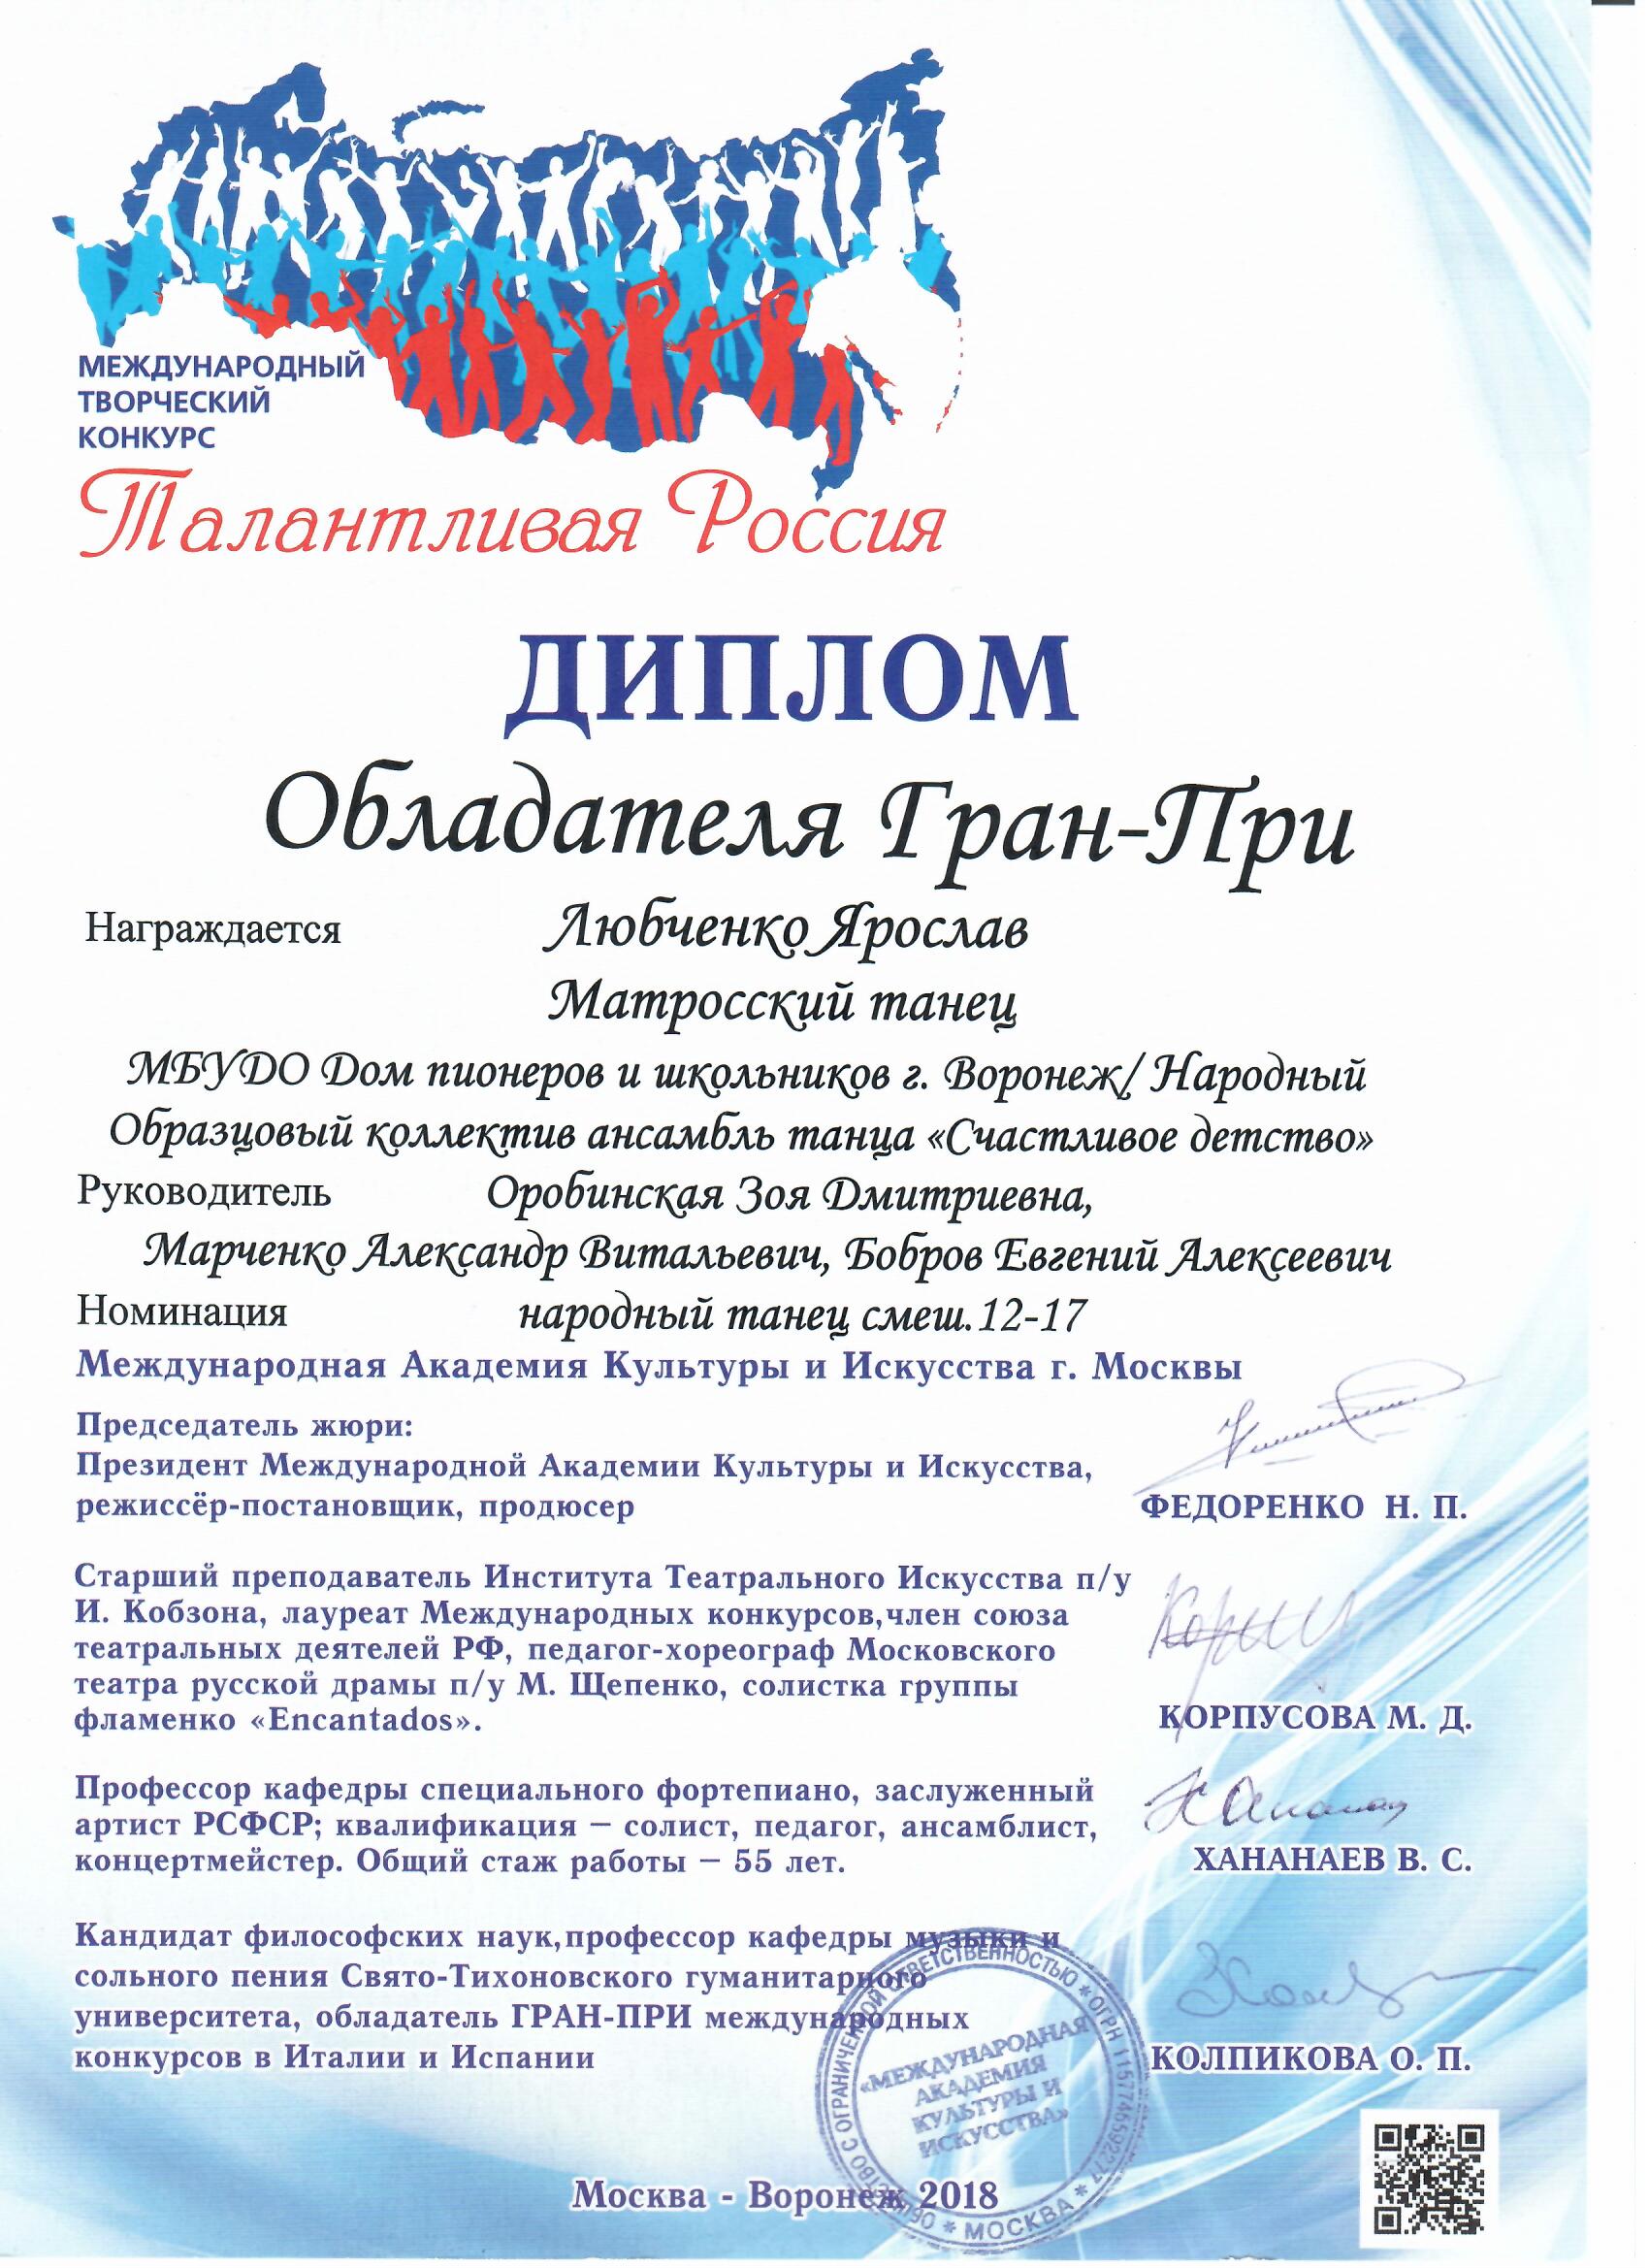 МЕЖДУНАРОДНЫЙ
ТВОРЧЕСКИЙ
КОНКУРС
Талантливая Россия
ДИПЛОМ
Обладателя Гран-При
Награждается Любченко Ярослав
Матросский танец
МБУДО Дом пионеров и школьников г. Воронеж/ Народный
Образцовый коллектив ансамбль танца «Счастливое детство»
Руководитель Оробинская Зоя Дмитриевна,
Марченко Александр Витальевич, Бобров Евгений Алексеевич
Номинация народный танец смеш.12-17
Международная Академия Культуры и Искусства г. Москвы
Председатель жюри:
Президент Международной Академии Культуры и Искусства,
режиссёр-постановщик, продюсер ФЕДОРЕНКО Н. П.
Старший преподаватель Института Театрального Искусства п/у
И. Кобзона, лауреат Международных конкурсов,член союза
театральных деятелей РФ, педагог-хореограф Московского
театра русской драмы п/у М. Щепенко, солистка группы
фламенко «Encantados». КОРПУСОВА М. Д.
Профессор кафедры специального фортепиано, заслуженный
артист РСФСР; квалификация – солист, педагог, ансамблист,
концертмейстер. Общий стаж работы – 55 лет. ХАНАНАЕВ В. С.
Кандидат философских наук,профессор кафедры музыки и
сольного пения Свято-Тихоновского гуманитарного
университета, обладатель ГРАН-ПРИ международных
конкурсов в Италии и Испании КОЛПИКОВА О. П.
ОБЩЕСТВО С ОГРАНИЧЕННОЙ ОТВЕТСТВЕННОСТЬЮ * ОГРН * МОСКВА *
«МЕЖДУНАРОДНАЯ
АКАДЕМИЯ
КУЛЬТУРЫ И
ИСКУССТВА»
Москва - Воронеж 2018